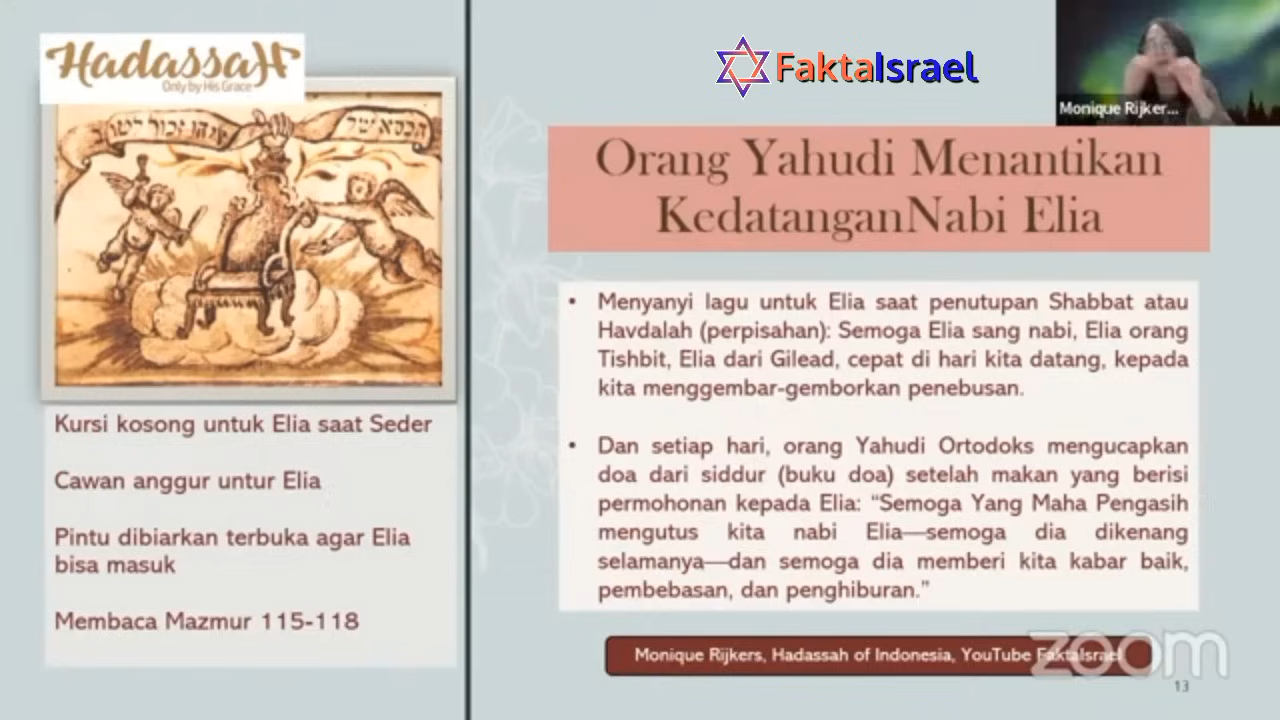 Hadassah
Only by His Grace
הכסא של
אליהו זכור לטוב
Kursi kosong untuk Elia saat Seder
Cawan anggur untur Elia
Pintu dibiarkan terbuka agar Elia
bisa masuk
Membaca Mazmur 115-118
FaktaIsrael
Monique Rijker...
Orang Yahudi Menantikan
KedatanganNabi Elia
• Menyanyi lagu untuk Elia saat penutupan Shabbat atau
Havdalah (perpisahan): Semoga Elia sang nabi, Elia orang
Tishbit, Elia dari Gilead, cepat di hari kita datang, kepada
kita menggembar-gemborkan penebusan.
• Dan setiap hari, orang Yahudi Ortodoks mengucapkan
doa dari siddur (buku doa) setelah makan yang berisi
permohonan kepada Elia: “Semoga Yang Maha Pengasih
mengutus kita nabi Elia—semoga dia dikenang
selamanya—dan semoga dia memberi kita kabar baik,
pembebasan, dan penghiburan.”
Monique Rijkers, Hadassah of Indonesia, YouTube FaktaIsrael
zoom
13